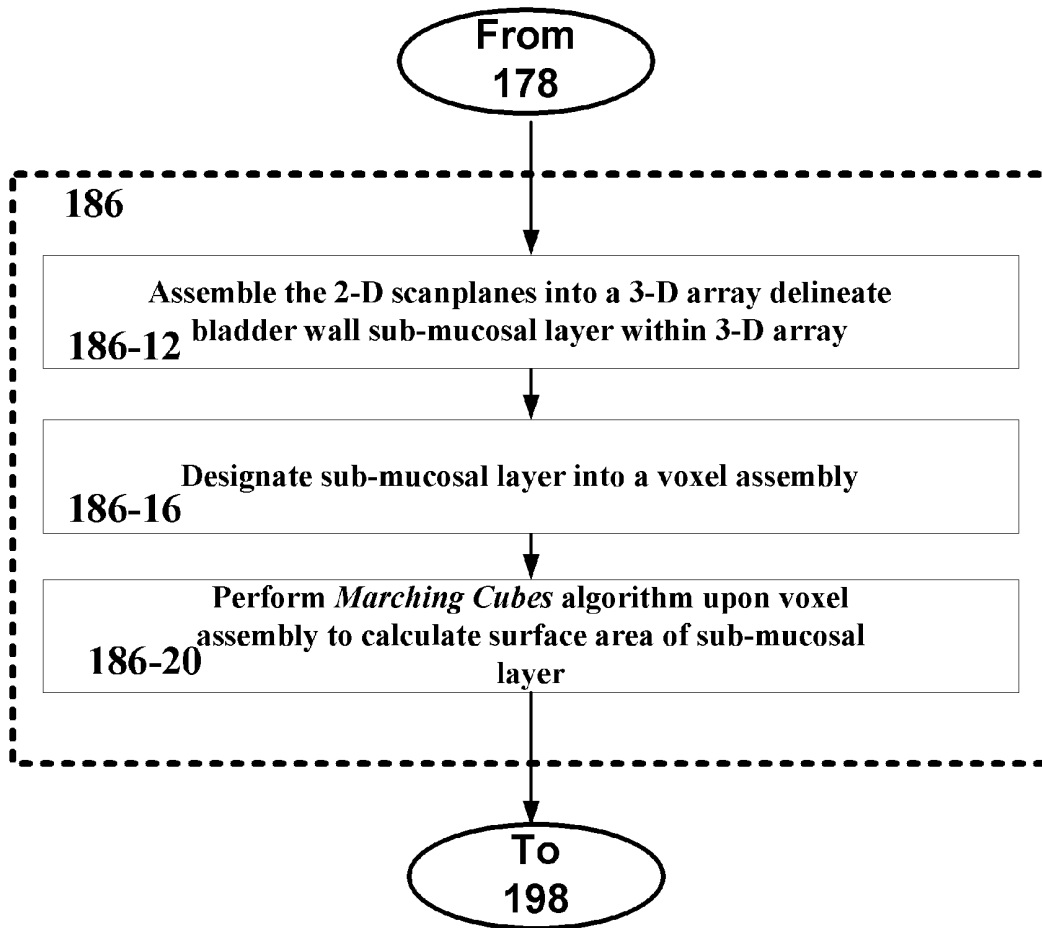 From
178
186
Assemble the 2-D scanplanes into a 3-D array delineate
bladder wall sub-mucosal layer within 3-D array
186-12
Designate sub-mucosal layer into a voxel assembly
186-16
Perform Marching Cubes algorithm upon voxel
assembly to calculate surface area of sub-mucosal
layer
186-20
To
198